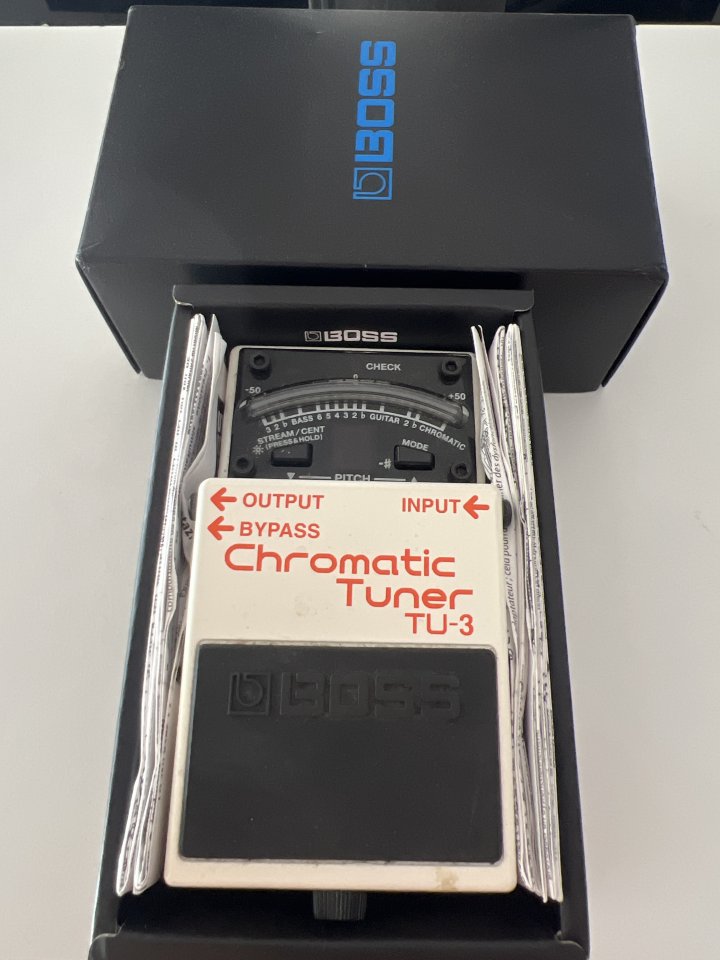 BOSS
BOSS
CHECK
-50 0 +50
3 2 b BASS 6 5 4 3 2 b GUITAR 2 b CHROMATIC
STREAM/CENT
[PRESS&HOLD]
MODE
-#
▼ PITCH ▲
← OUTPUT
INPUT ←
← BYPASS
Chromatic
Tuner
TU-3
BOSS